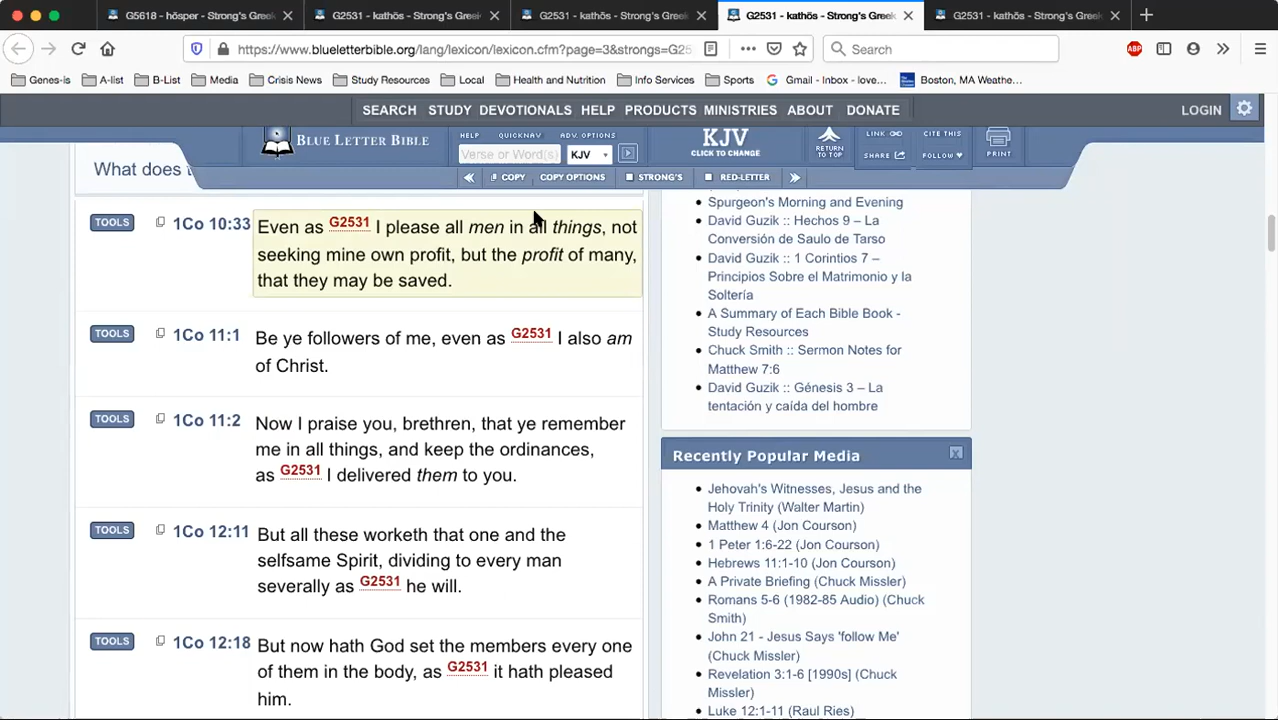 G5618 - hōsper - Strong's Greek
G2531 - kathōs - Strong's Greei
G2531 - kathōs - Strong's Greek
G2531 - kathōs - Strong's Greek
G2531 - kathōs - Strong's Greek
https://www.blueletterbible.org/lang/lexicon/lexicon.cfm?page=3&strongs=G25
Search
ABP
Genes-is
A-list
B-List
Media
Crisis News
Study Resources
Local
Health and Nutrition
Info Services
Sports
Gmail - Inbox - love...
Boston, MA Weathe...
SEARCH STUDY DEVOTIONALS HELP PRODUCTS MINISTRIES ABOUT DONATE
LOGIN
BLUE LETTER BIBLE
HELP QUICKNAV ADV. OPTIONS
Verse or Word(s)
KJV
COPY COPY OPTIONS STRONG'S RED-LETTER
KJV
CLICK TO CHANGE
RETURN
TO TOP
LINK
SHARE
CITE THIS
FOLLOW
PRINT
What does t
TOOLS
1Co 10:33
Even as G2531 I please all men in all things, not
seeking mine own profit, but the profit of many,
that they may be saved.
TOOLS
1Co 11:1
Be ye followers of me, even as G2531 I also am
of Christ.
TOOLS
1Co 11:2
Now I praise you, brethren, that ye remember
me in all things, and keep the ordinances,
as G2531 I delivered them to you.
TOOLS
1Co 12:11
But all these worketh that one and the
selfsame Spirit, dividing to every man
severally as G2531 he will.
TOOLS
1Co 12:18
But now hath God set the members every one
of them in the body, as G2531 it hath pleased
him.
Spurgeon's Morning and Evening
David Guzik :: Hechos 9 – La
Conversión de Saulo de Tarso
David Guzik :: 1 Corintios 7 –
Principios Sobre el Matrimonio y la
Soltería
A Summary of Each Bible Book -
Study Resources
Chuck Smith :: Sermon Notes for
Matthew 7:6
David Guzik :: Génesis 3 – La
tentación y caída del hombre
Recently Popular Media
Jehovah's Witnesses, Jesus and the
Holy Trinity (Walter Martin)
Matthew 4 (Jon Courson)
1 Peter 1:6-22 (Jon Courson)
Hebrews 11:1-10 (Jon Courson)
A Private Briefing (Chuck Missler)
Romans 5-6 (1982-85 Audio) (Chuck
Smith)
John 21 - Jesus Says 'follow Me'
(Chuck Missler)
Revelation 3:1-6 [1990s] (Chuck
Missler)
Luke 12:1-11 (Raul Ries)